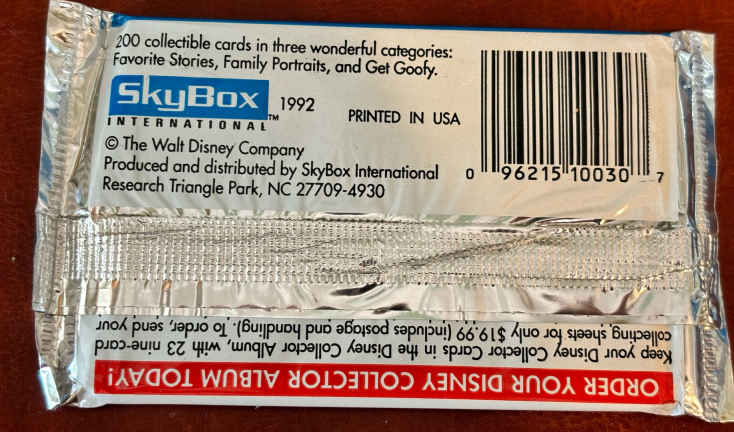 200 collectible cards in three wonderful categories:
Favorite Stories, Family Portraits, and Get Goofy.
SkyBox™ 1992 PRINTED IN USA
INTERNATIONAL
© The Walt Disney Company
Produced and distributed by SkyBox International
Research Triangle Park, NC 27709-4930
0 96215 10030 7
ORDER YOUR DISNEY COLLECTOR ALBUM TODAY!
Keep your Disney Collector Cards in the Disney Collector Album, with 23 nine-card
collecting sheets for only $19.99 (includes postage and handling). To order, send your